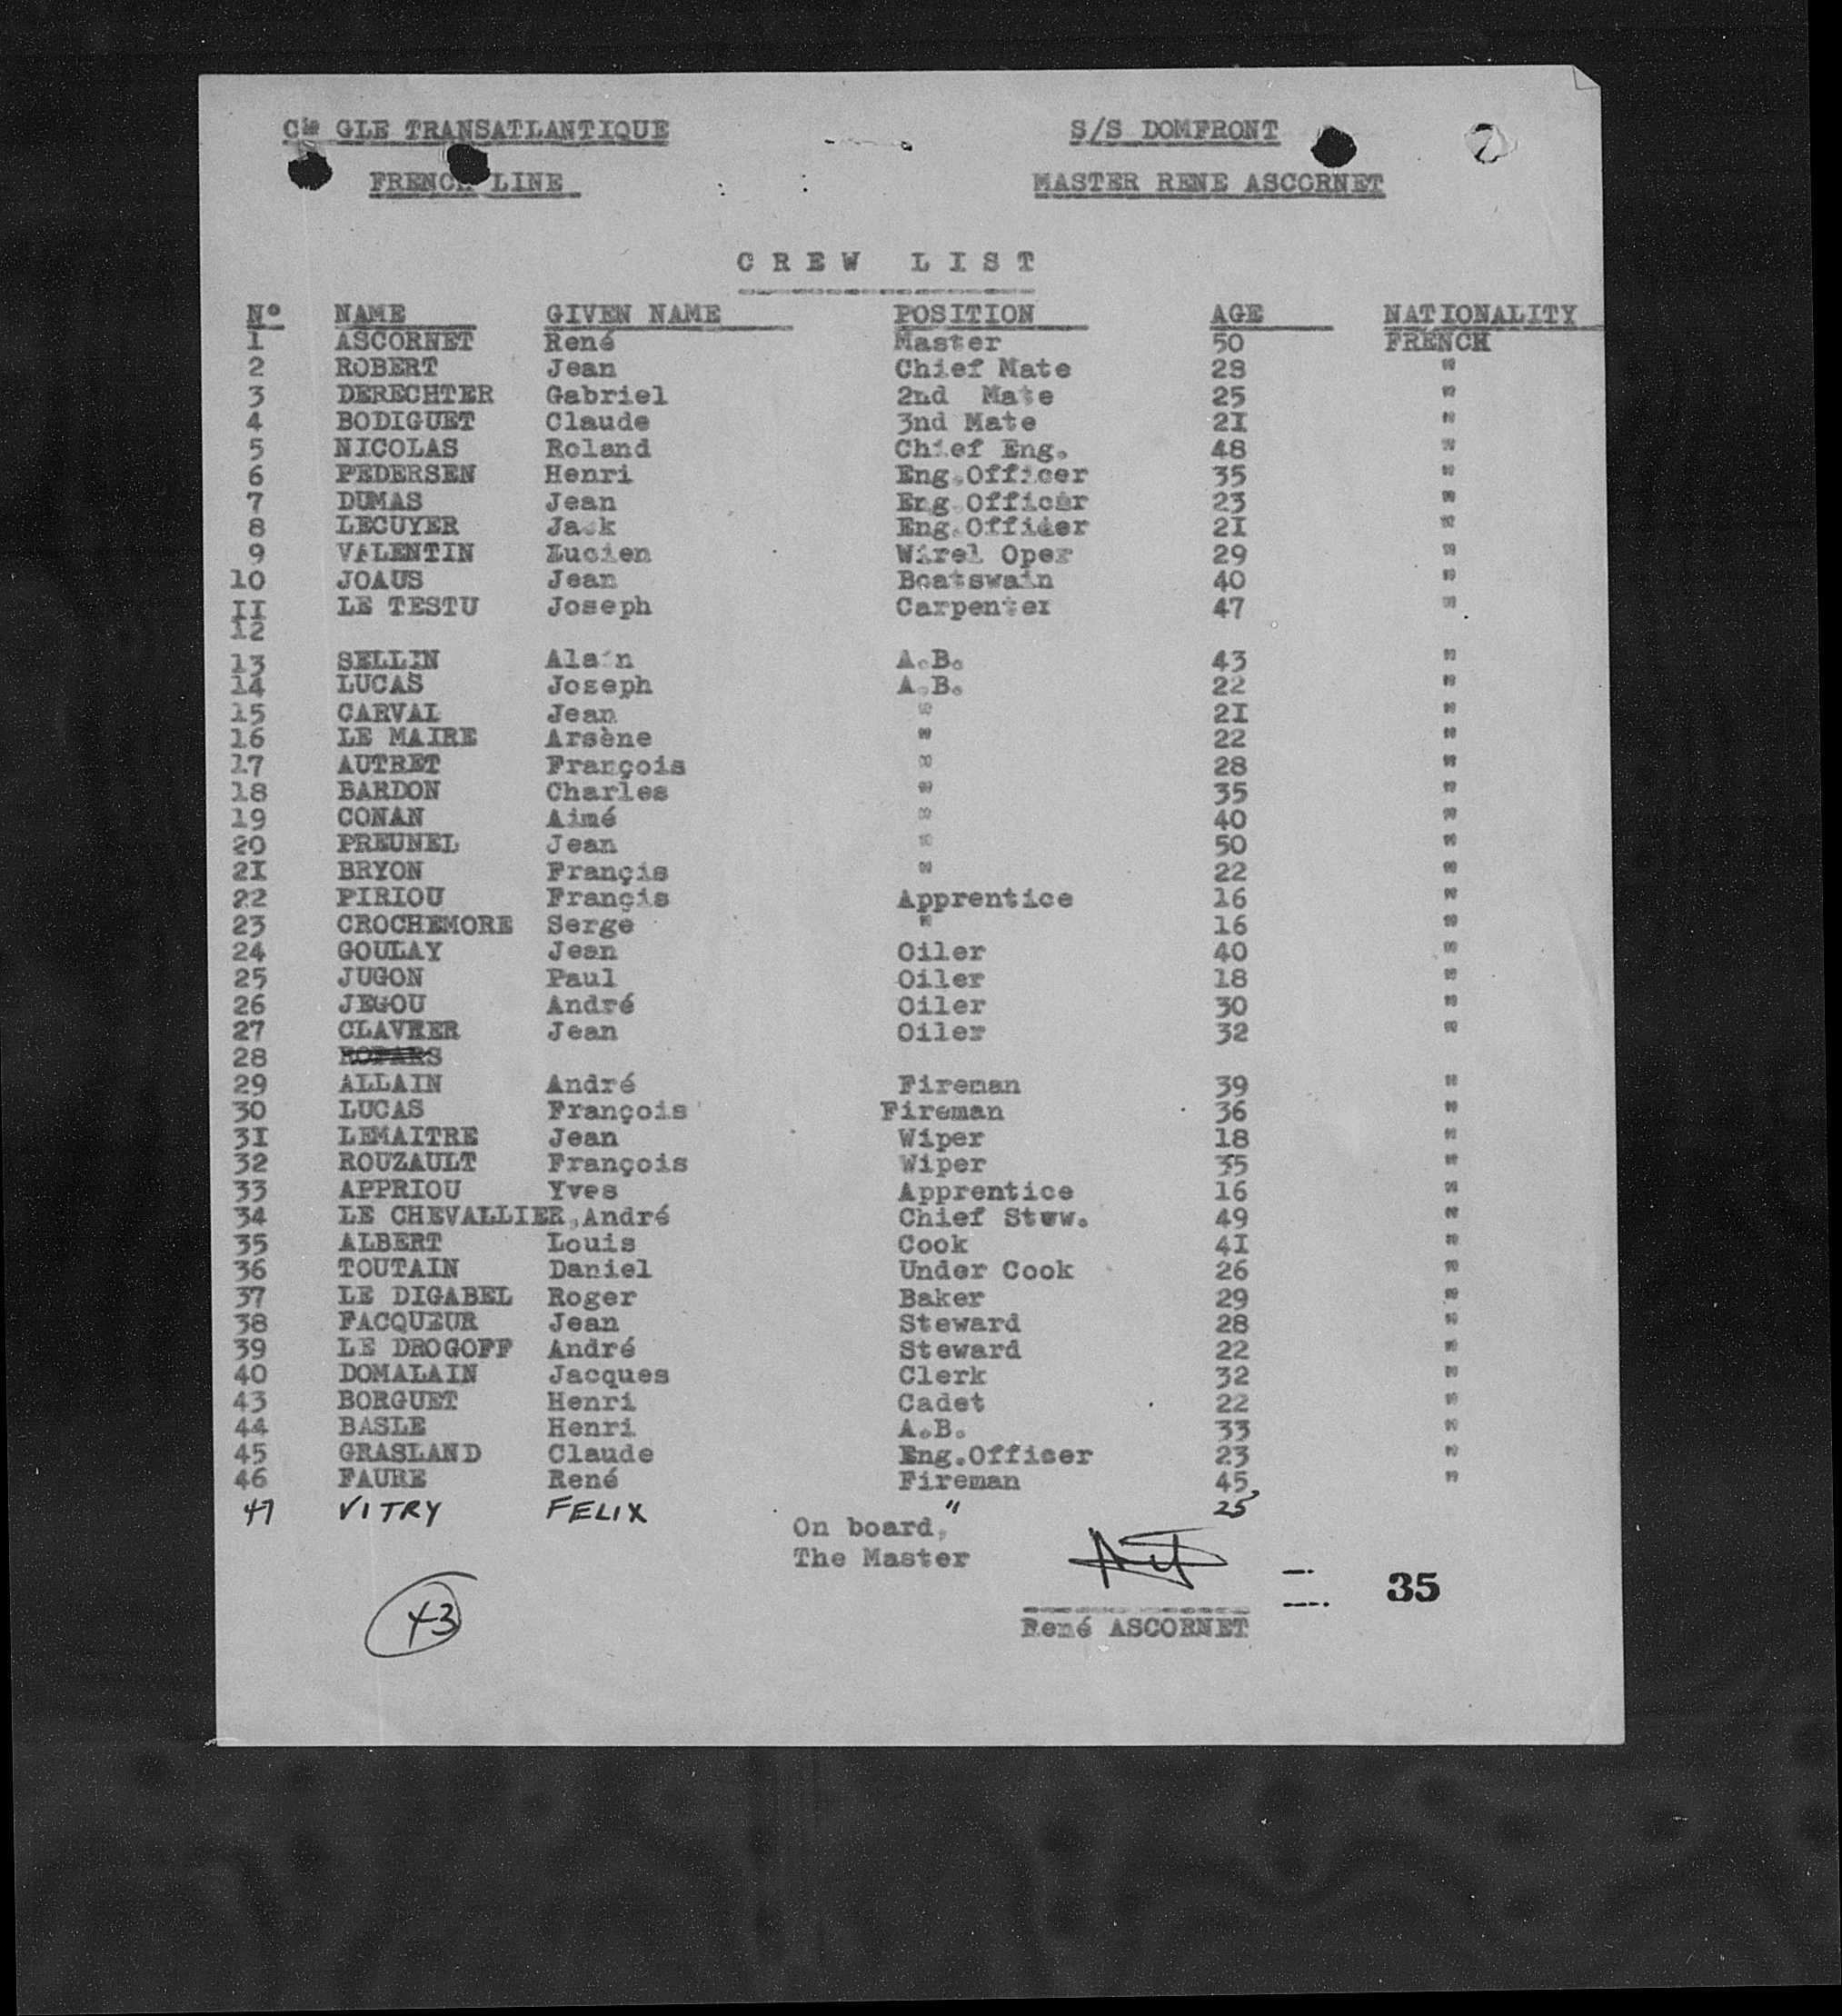 Cie GLE TRANSATLANTIQUE S/S DOMFRONT
FRENCH LINE MASTER RENE ASCORNET
CREW LIST
N° NAME GIVEN NAME POSITION AGE NATIONALITY
1 ASCORNET René Master 50 FRENCH
2 ROBERT Jean Chief Mate 28 "
3 DERECHTER Gabriel 2nd Mate 25 "
4 BODIGUET Claude 3nd Mate 2I "
5 NICOLAS Roland Chief Eng. 48 "
6 PEDERSEN Henri Eng.Officer 35 "
7 DUMAS Jean Eng.Officer 23 "
8 LECUYER Jack Eng.Officer 2I "
9 VALENTIN Lucien Wirel Oper 29 "
10 JOAUS Jean Boatswain 40 "
II LE TESTU Joseph Carpenter 47 "
12
13 SELLIN Alain A.B. 43 "
14 LUCAS Joseph A.B. 22 "
15 CARVAL Jean " 2I "
16 LE MAIRE Arsène " 22 "
17 AUTRET François " 28 "
18 BARDON Charles " 35 "
19 CONAN Aimé " 40 "
20 PREUNEL Jean " 50 "
2I BRYON Françis " 22 "
22 PIRIOU Françis Apprentice 16 "
23 CROCHEMORE Serge " 16 "
24 GOULAY Jean Oiler 40 "
25 JUGON Paul Oiler 18 "
26 JEGOU André Oiler 30 "
27 CLAVIER Jean Oiler 32 "
28
29 ALLAIN André Fireman 39 "
30 LUCAS François Fireman 36 "
3I LEMAITRE Jean Wiper 18 "
32 ROUZAULT François Wiper 35 "
33 APPRIOU Yves Apprentice 16 "
34 LE CHEVALLIER,André Chief Stew. 49 "
35 ALBERT Louis Cook 4I "
36 TOUTAIN Daniel Under Cook 26 "
37 LE DIGABEL Roger Baker 29 "
38 FACQUEUR Jean Steward 28 "
39 LE DROGOFF André Steward 22 "
40 DOMALAIN Jacques Clerk 32 "
43 BORGUET Henri Cadet 22 "
44 BASLE Henri A.B. 33 "
45 GRASLAND Claude Eng.Officer 23 "
46 FAURE René Fireman 45 "
47 VITRY FELIX " 25
On board,
The Master
35
43
René ASCORNET